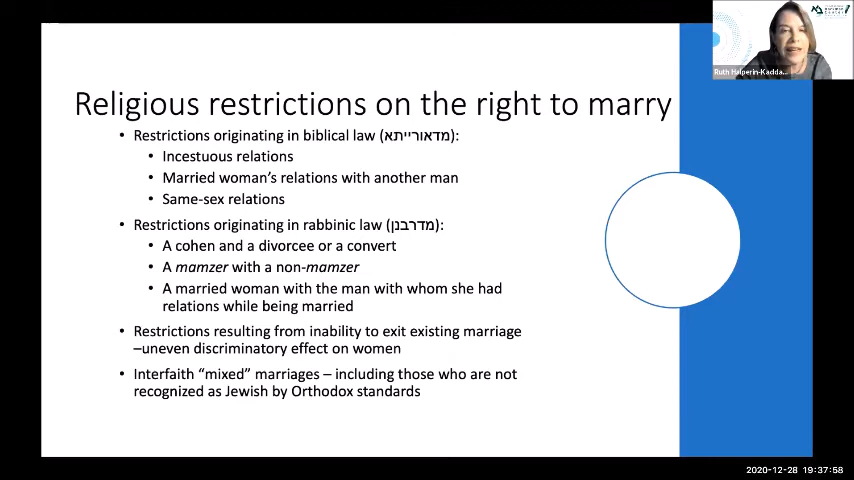 Religious restrictions on the right to marry
• Restrictions originating in biblical law (מדאורייתא):
• Incestuous relations
• Married woman's relations with another man
• Same-sex relations
• Restrictions originating in rabbinic law (מדרבנן):
• A cohen and a divorcee or a convert
• A mamzer with a non-mamzer
• A married woman with the man with whom she had
relations while being married
• Restrictions resulting from inability to exit existing marriage
–uneven discriminatory effect on women
• Interfaith “mixed” marriages – including those who are not
recognized as Jewish by Orthodox standards
Ruth Halperin-Kadda...
2020-12-28 19:37:58